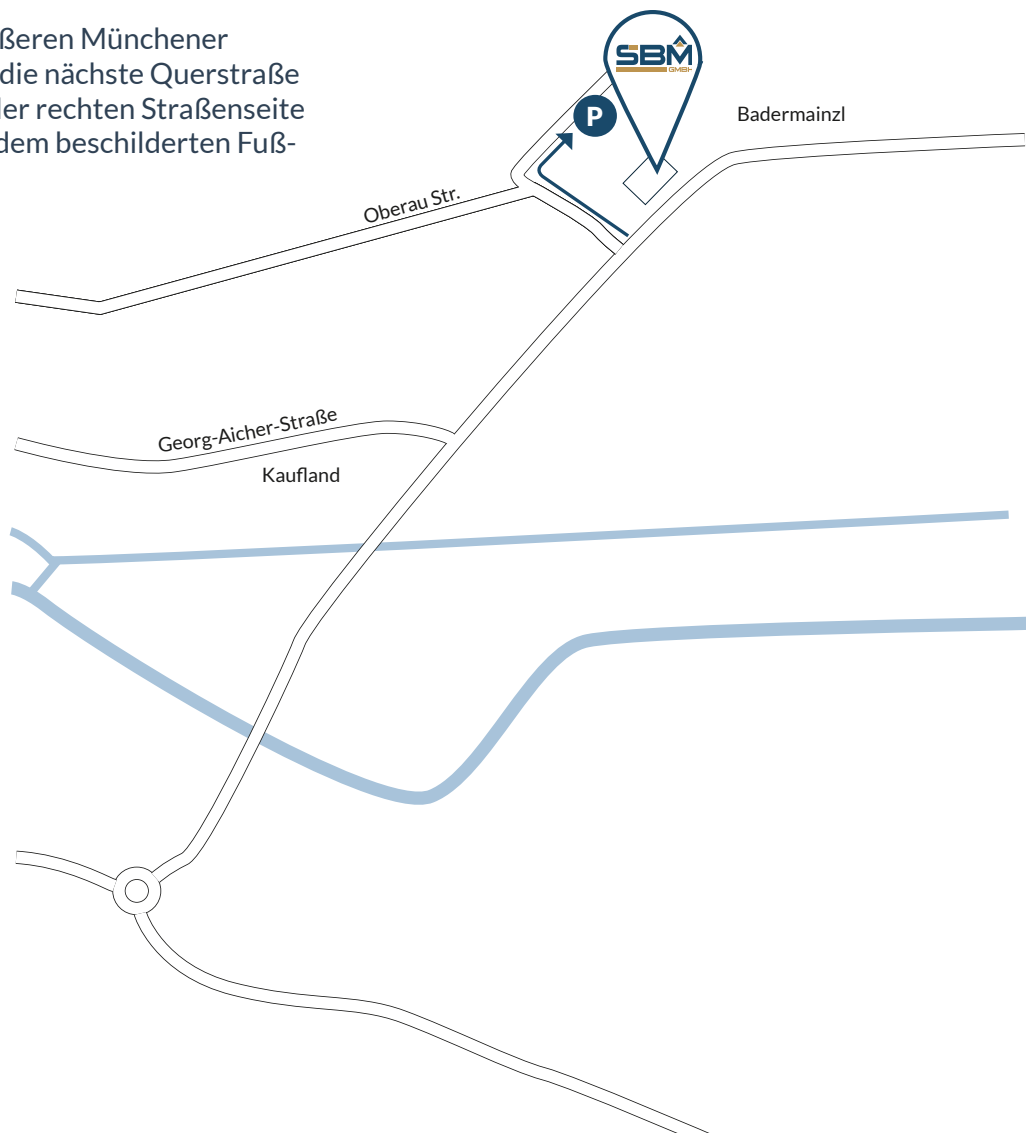 ßeren Münchener
die nächste Querstraße
er rechten Straßenseite
dem beschilderten Fuß-
SBM
GMBH
P
Badermainzl
Oberau Str.
Georg-Aicher-Straße
Kaufland